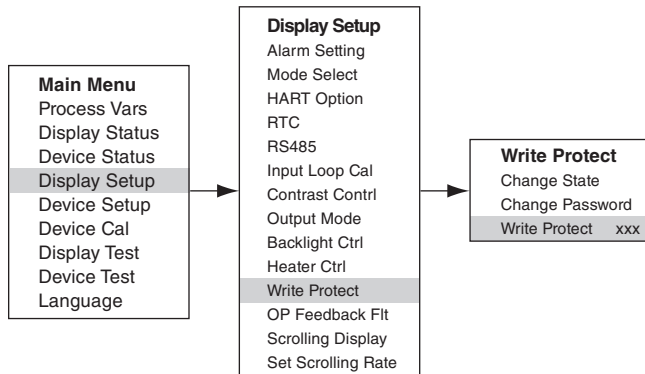 Main Menu
Process Vars
Display Status
Device Status
Display Setup
Device Setup
Device Cal
Display Test
Device Test
Language
Display Setup
Alarm Setting
Mode Select
HART Option
RTC
RS485
Input Loop Cal
Contrast Contrl
Output Mode
Backlight Ctrl
Heater Ctrl
Write Protect
OP Feedback Flt
Scrolling Display
Set Scrolling Rate
Write Protect
Change State
Change Password
Write Protect xxx